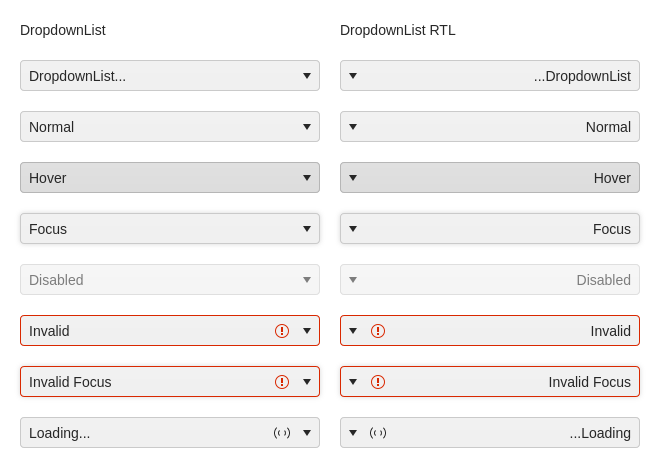 DropdownList
DropdownList RTL
DropdownList...
...DropdownList
Normal
Normal
Hover
Hover
Focus
Focus
Disabled
Disabled
Invalid
Invalid
Invalid Focus
Invalid Focus
Loading...
...Loading